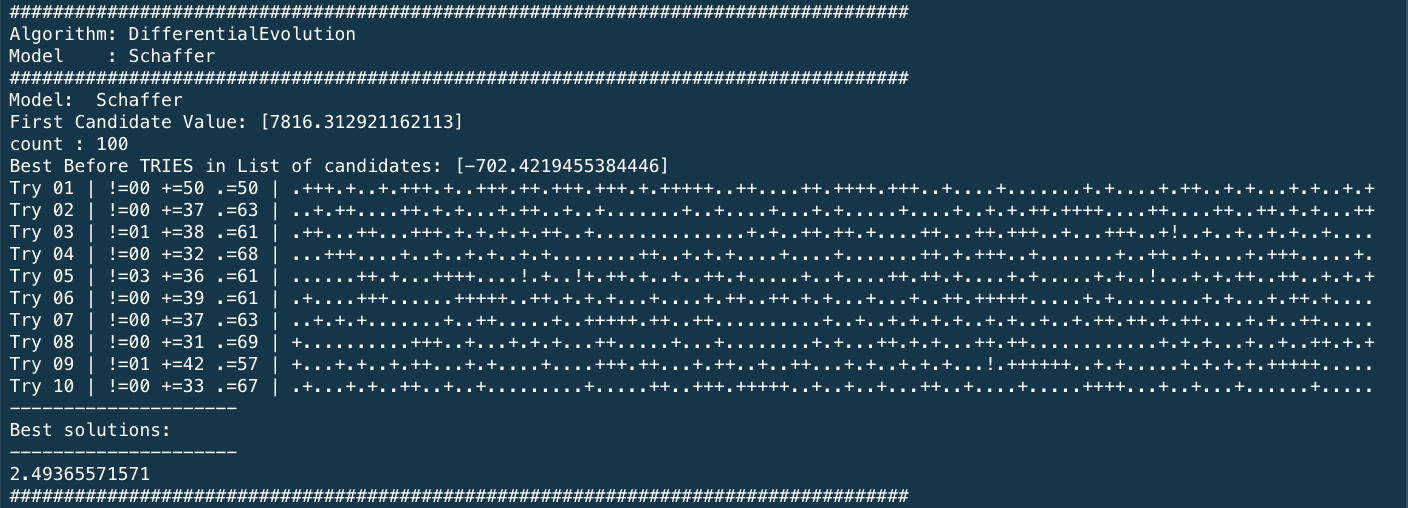 ###################################################################################
Algorithm: DifferentialEvolution
Model    : Schaffer
###################################################################################
Model:  Schaffer
First Candidate Value: [7816.312921162113]
count : 100
Best Before TRIES in List of candidates: [-702.4219455384446]
Try 01 | !=00 +=50 .=50 | .+++.+..+.+++.+..+++.++.+++.+++.+.+++++..++....++.++++.+++..+....+.......+.+....+.++..+.+...+.+..+.+
Try 02 | !=00 +=37 .=63 | ..+.++....++.+.+...+.++..+..+.......+..+....+...+.+.....+....+..+.+.++.++++....++....++..++.+.+...++
Try 03 | !=01 +=38 .=61 | .++...++...+++.+.+.+.+.++..+..............+.+..++.++.+....++..++.+++..+...+++..+!..+..+..+.+..+....
Try 04 | !=00 +=32 .=68 | ...+++....+..+.+..+.+........++..+.+.+....+.......++.+.+++..+.......+..++....+..+....+.+++.....+.
Try 05 | !=03 +=36 .=61 | ......++.+...++++....!.+..!+.++.+..+..++.+.....+..+....++.++....+.+.....+.+...!...+.+.++..++..+.+.+
Try 06 | !=00 +=39 .=61 | .+....+++......+++++..++.+.+.+...+....+.++..++.+...+...+..++.+++++.....+.+........+.+...+.++.+....
Try 07 | !=00 +=37 .=63 | ..+.+.+.......+..++.....+..+++++.++..++..........+..+..+.+.+.+..+.+..+..+.++.++.+.++....+.+..++.....
Try 08 | !=00 +=31 .=69 | +..........+++..+...+.+.+...++.....+...+........+...++.+...++.++............+.+.+..+.+...+..++.+.+
Try 09 | !=01 +=42 .=57 | +...+.+.+..++.+...+.+...+....+++.++...+.++..+..++...+..+.+.+.+...!.++++++..+.+.....+.+.+.+.+++++.....
Try 10 | !=00 +=33 .=67 | .+...+.+..++..+..+.........+.....++..+++.+++++..+.+..+...++..+....+.....++++....+..+...+......+.....
---------------------
Best solutions:
---------------------
2.49365571571
###################################################################################